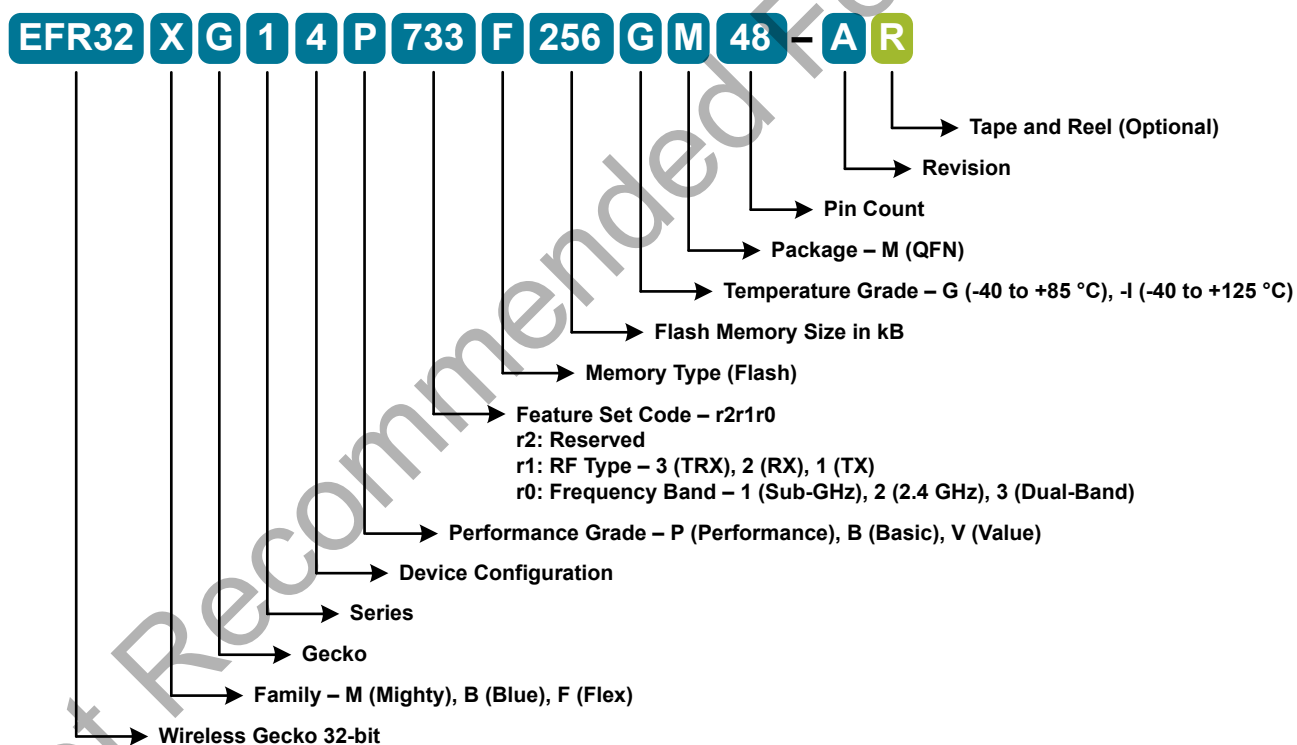 EFR32 X G 1 4 P 733 F 256 G M 48 - A R
Tape and Reel (Optional)
Revision
Pin Count
Package – M (QFN)
Temperature Grade – G (-40 to +85 °C), -I (-40 to +125 °C)
Flash Memory Size in kB
Memory Type (Flash)
Feature Set Code – r2r1r0
r2: Reserved
r1: RF Type – 3 (TRX), 2 (RX), 1 (TX)
r0: Frequency Band – 1 (Sub-GHz), 2 (2.4 GHz), 3 (Dual-Band)
Performance Grade – P (Performance), B (Basic), V (Value)
Device Configuration
Series
Gecko
Family – M (Mighty), B (Blue), F (Flex)
Wireless Gecko 32-bit
Recommended